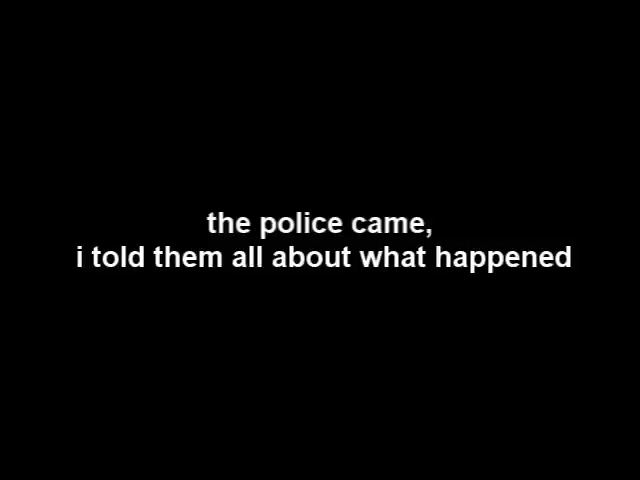 the police came,
i told them all about what happened